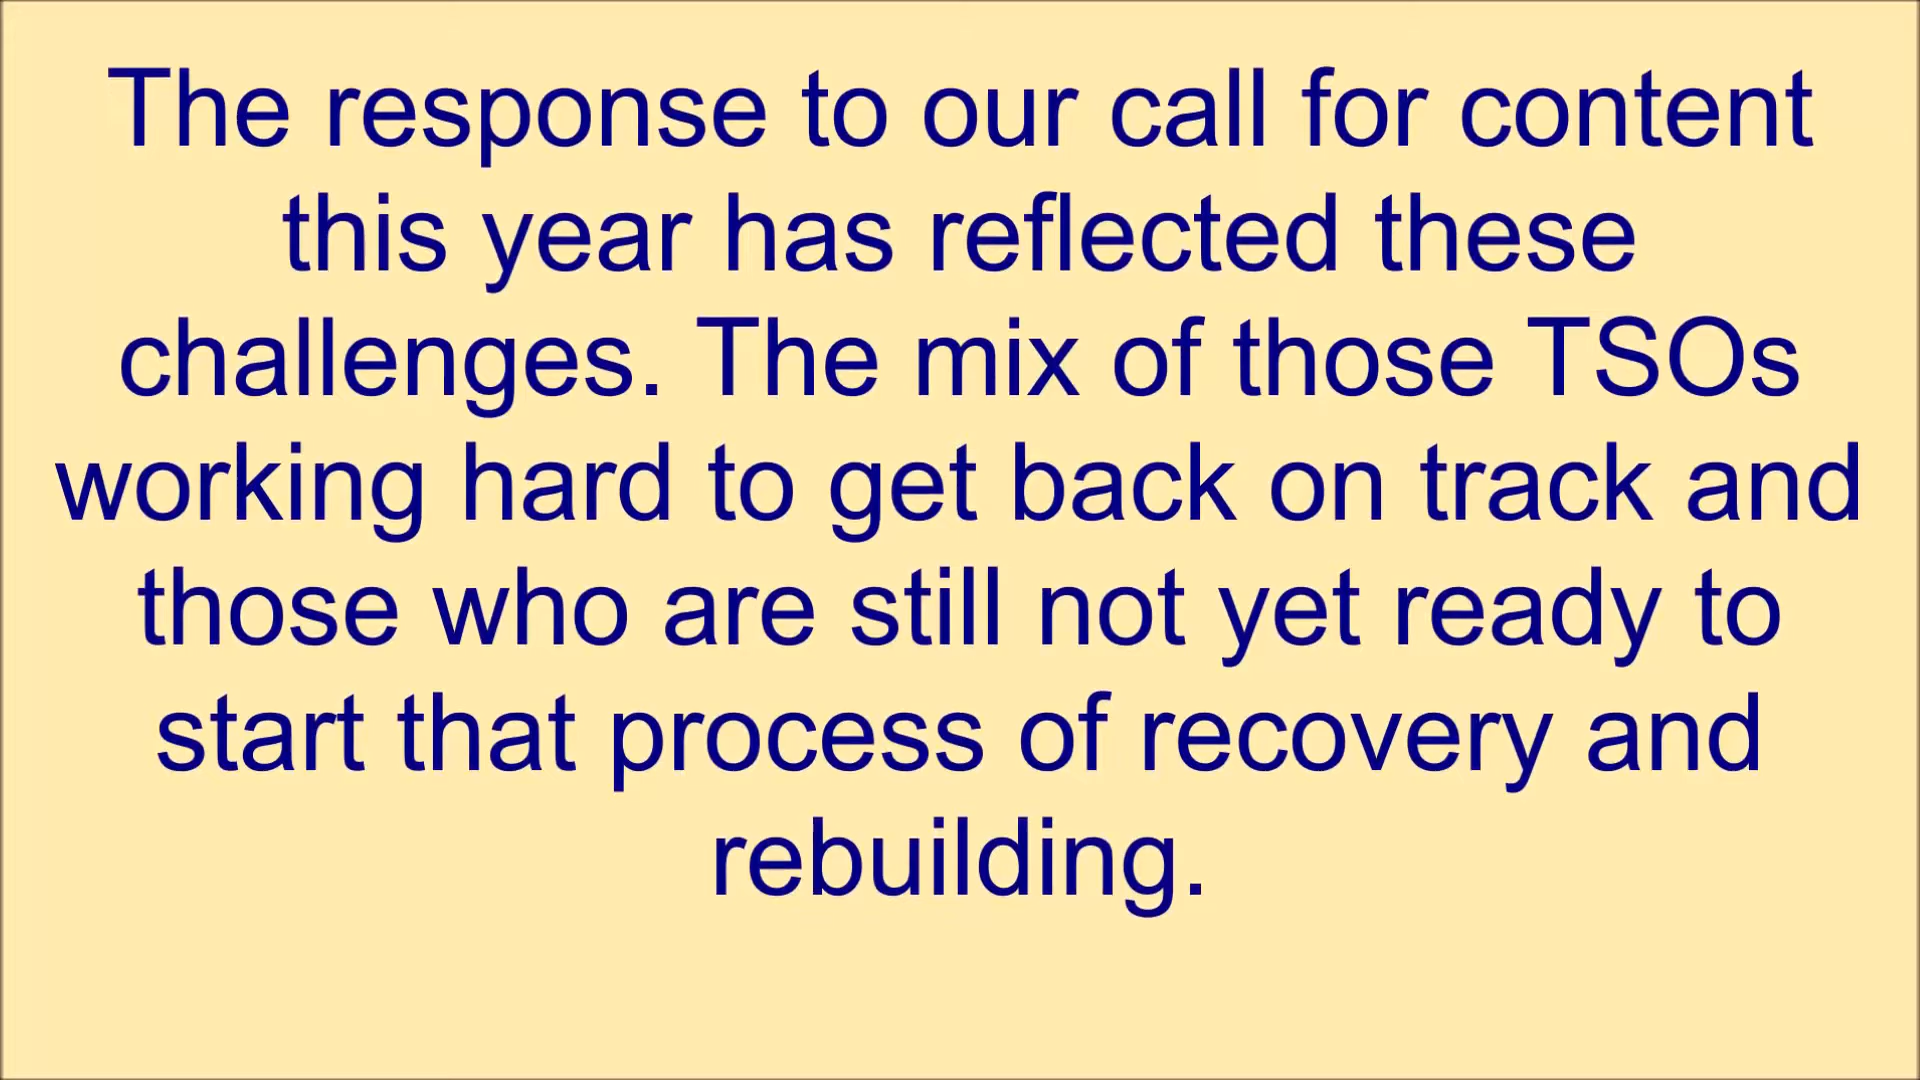 The response to our call for content
this year has reflected these
challenges. The mix of those TSOs
working hard to get back on track and
those who are still not yet ready to
start that process of recovery and
rebuilding.